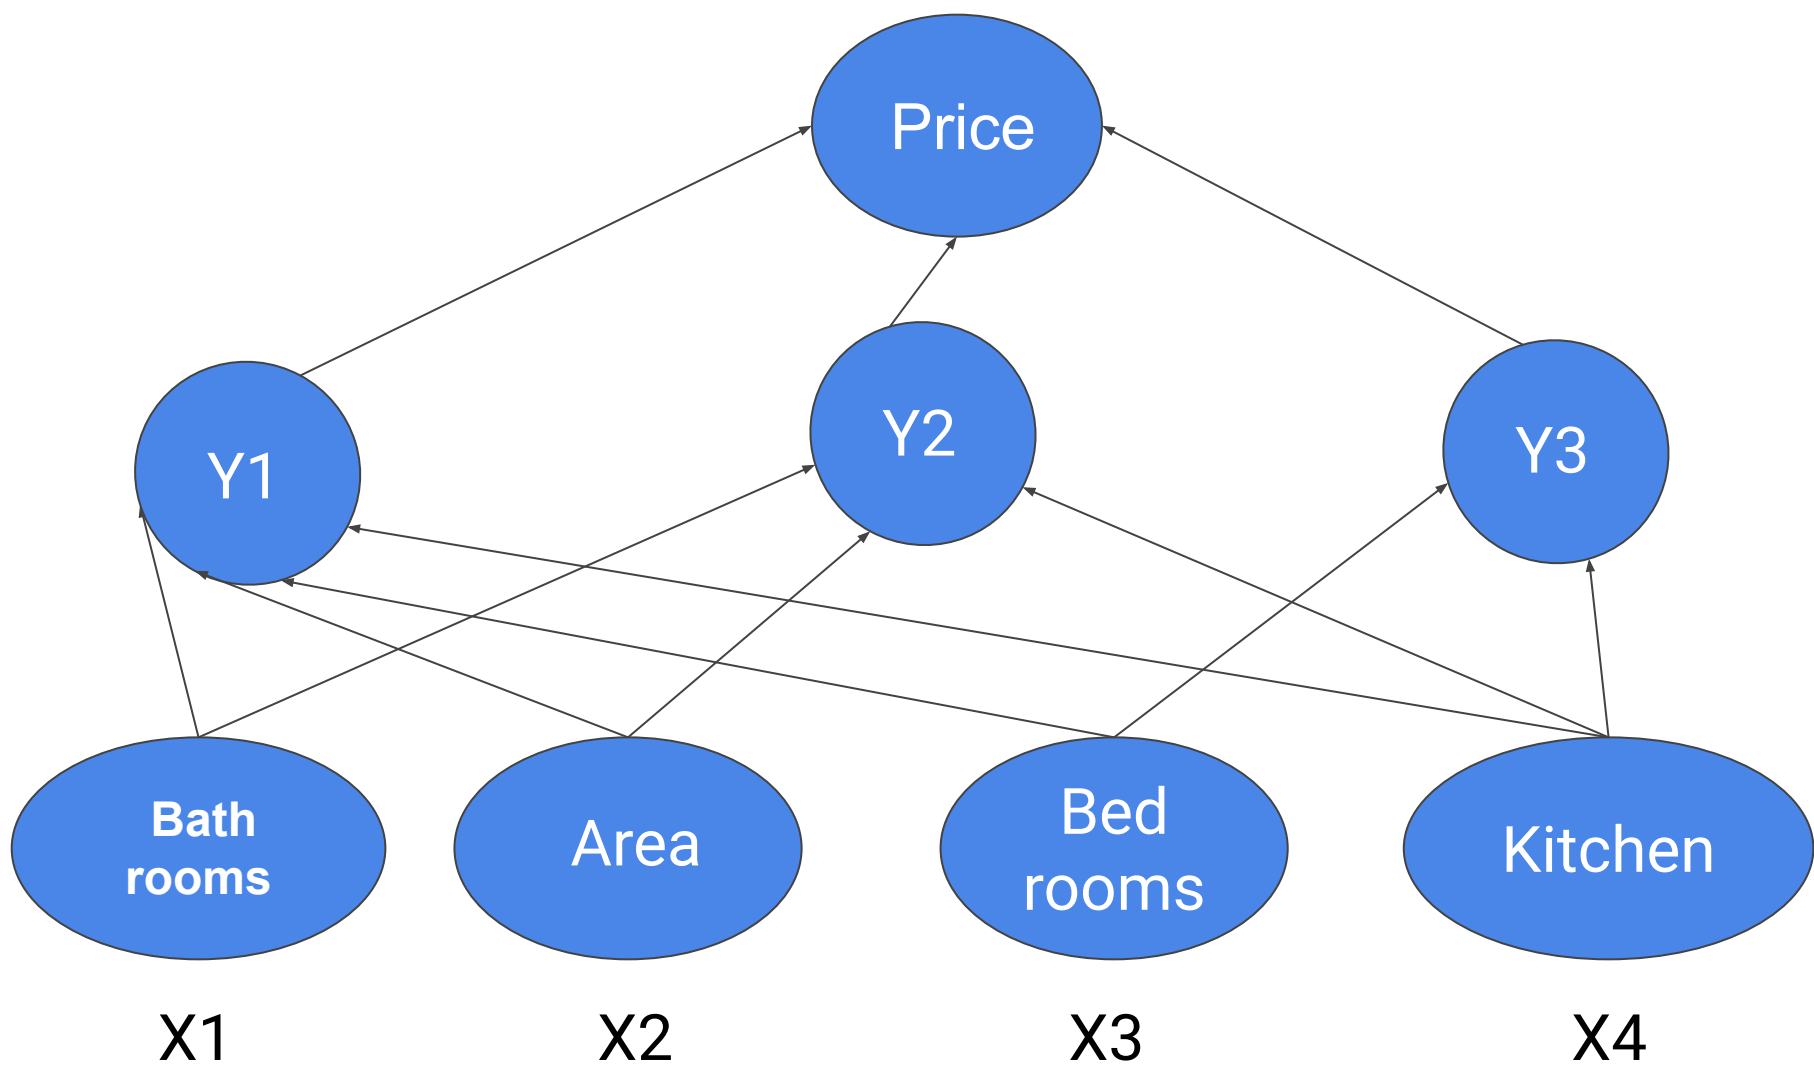 Price
Y1
Y2
Y3
Bath
rooms
Area
Bed
rooms
Kitchen
X1
X2
X3
X4